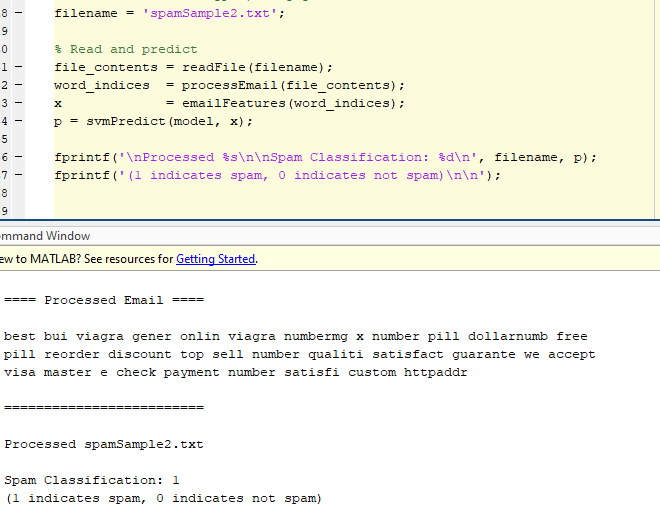 8 — filename = 'spamSample2.txt';
9
0 % Read and predict
1 — file_contents = readFile(filename);
2 — word_indices = processEmail(file_contents);
3 — x = emailFeatures(word_indices);
4 — p = svmPredict(model, x);
5
6 — fprintf('\nProcessed %s\n\nSpam Classification: %d\n', filename, p);
7 — fprintf('(1 indicates spam, 0 indicates not spam)\n\n');
8
9
ommand Window
ew to MATLAB? See resources for Getting Started.
==== Processed Email ====
best bui viagra gener onlin viagra numbermg x number pill dollarnumb free
pill reorder discount top sell number qualiti satisfact guarante we accept
visa master e check payment number satisfi custom httpaddr
=========================
Processed spamSample2.txt
Spam Classification: 1
(1 indicates spam, 0 indicates not spam)